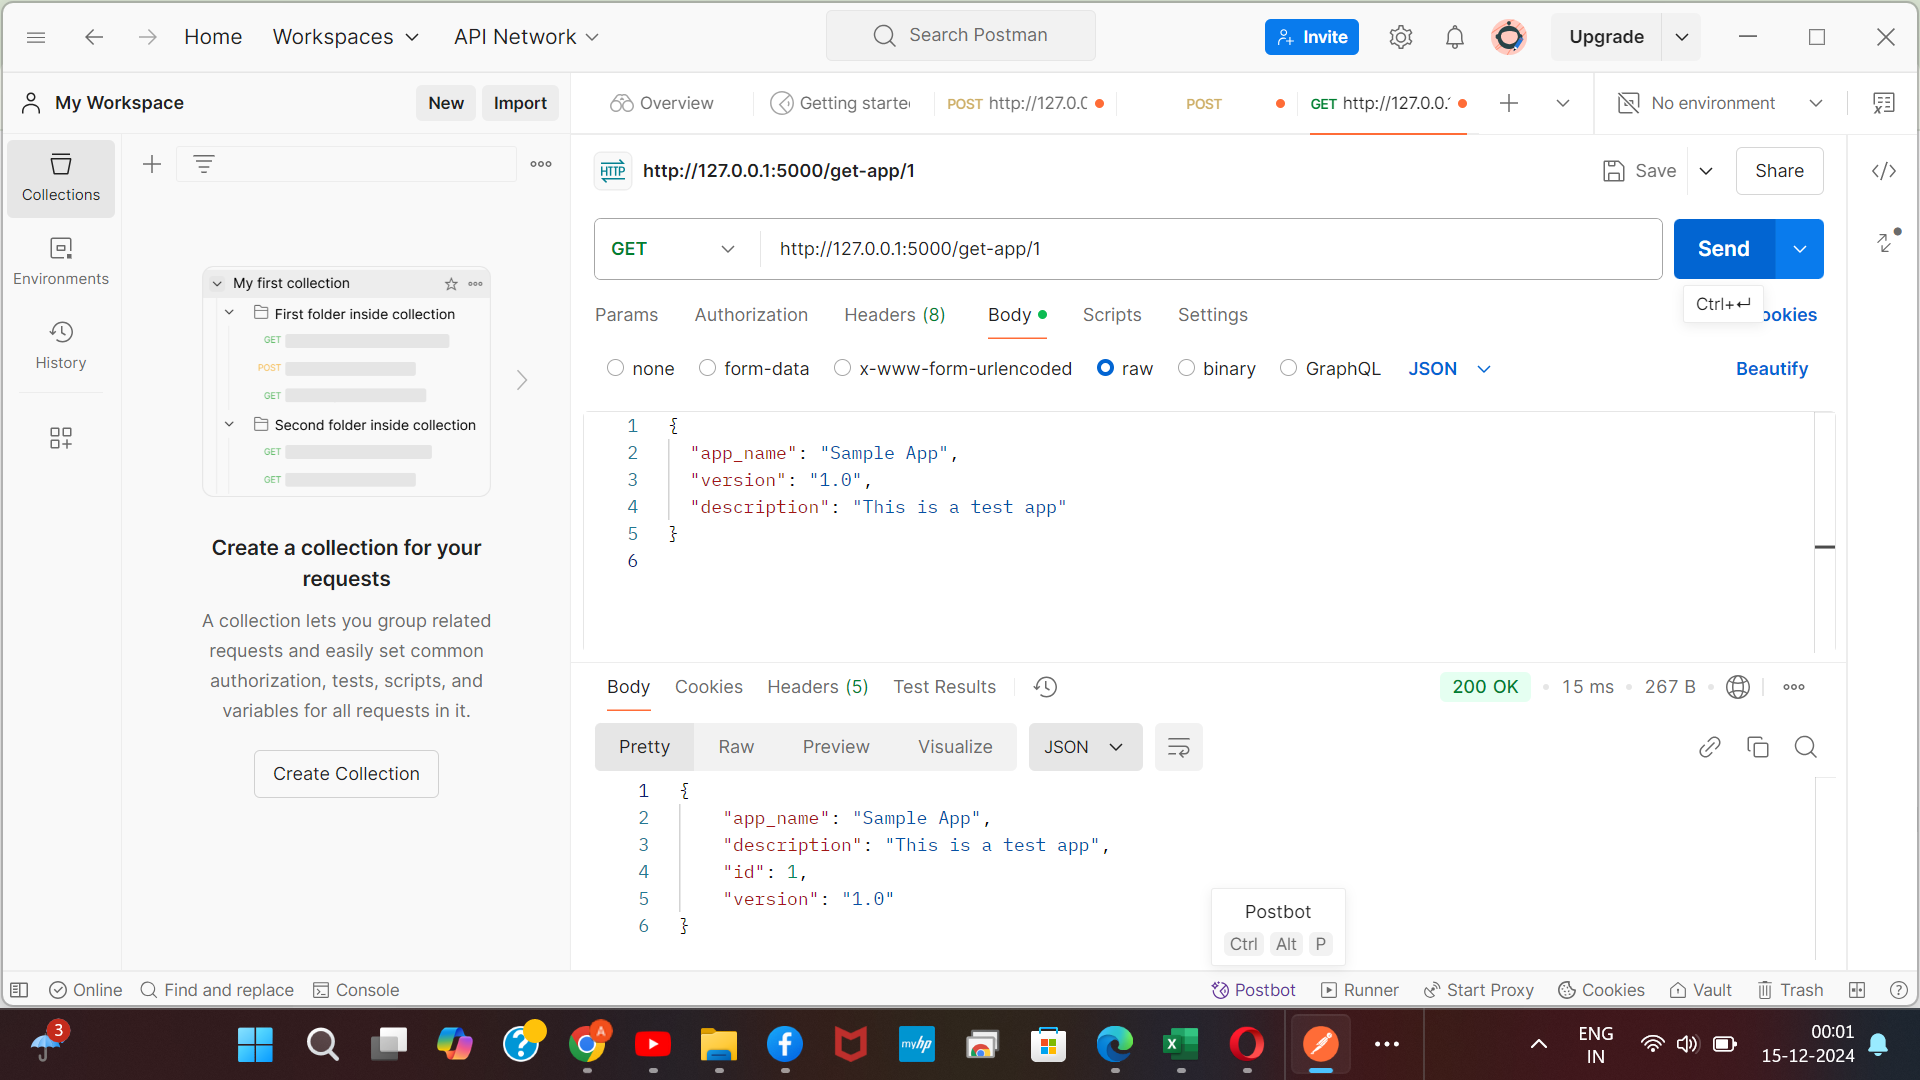 Home
Workspaces
API Network
Search Postman
Invite
Upgrade
My Workspace
New
Import
Overview
Getting starte
POST http://127.0.0
POST
GET http://127.0.0.
No environment
Collections
Environments
History
HTTP
http://127.0.0.1:5000/get-app/1
Save
Share
GET
http://127.0.0.1:5000/get-app/1
Send
Ctrl+↵
ookies
Params
Authorization
Headers (8)
Body
Scripts
Settings
none
form-data
x-www-form-urlencoded
raw
binary
GraphQL
JSON
Beautify
1 {
2 "app_name": "Sample App",
3 "version": "1.0",
4 "description": "This is a test app"
5 }
6
My first collection
First folder inside collection
GET
POST
GET
Second folder inside collection
GET
GET
Create a collection for your
requests
A collection lets you group related
requests and easily set common
authorization, tests, scripts, and
variables for all requests in it.
Create Collection
Body
Cookies
Headers (5)
Test Results
200 OK
15 ms
267 B
Pretty
Raw
Preview
Visualize
JSON
1 {
2 "app_name": "Sample App",
3 "description": "This is a test app",
4 "id": 1,
5 "version": "1.0"
6 }
Postbot
Ctrl Alt P
Online
Find and replace
Console
Postbot
Runner
Start Proxy
Cookies
Vault
Trash
3
A
myhp
ENG
IN
00:01
15-12-2024